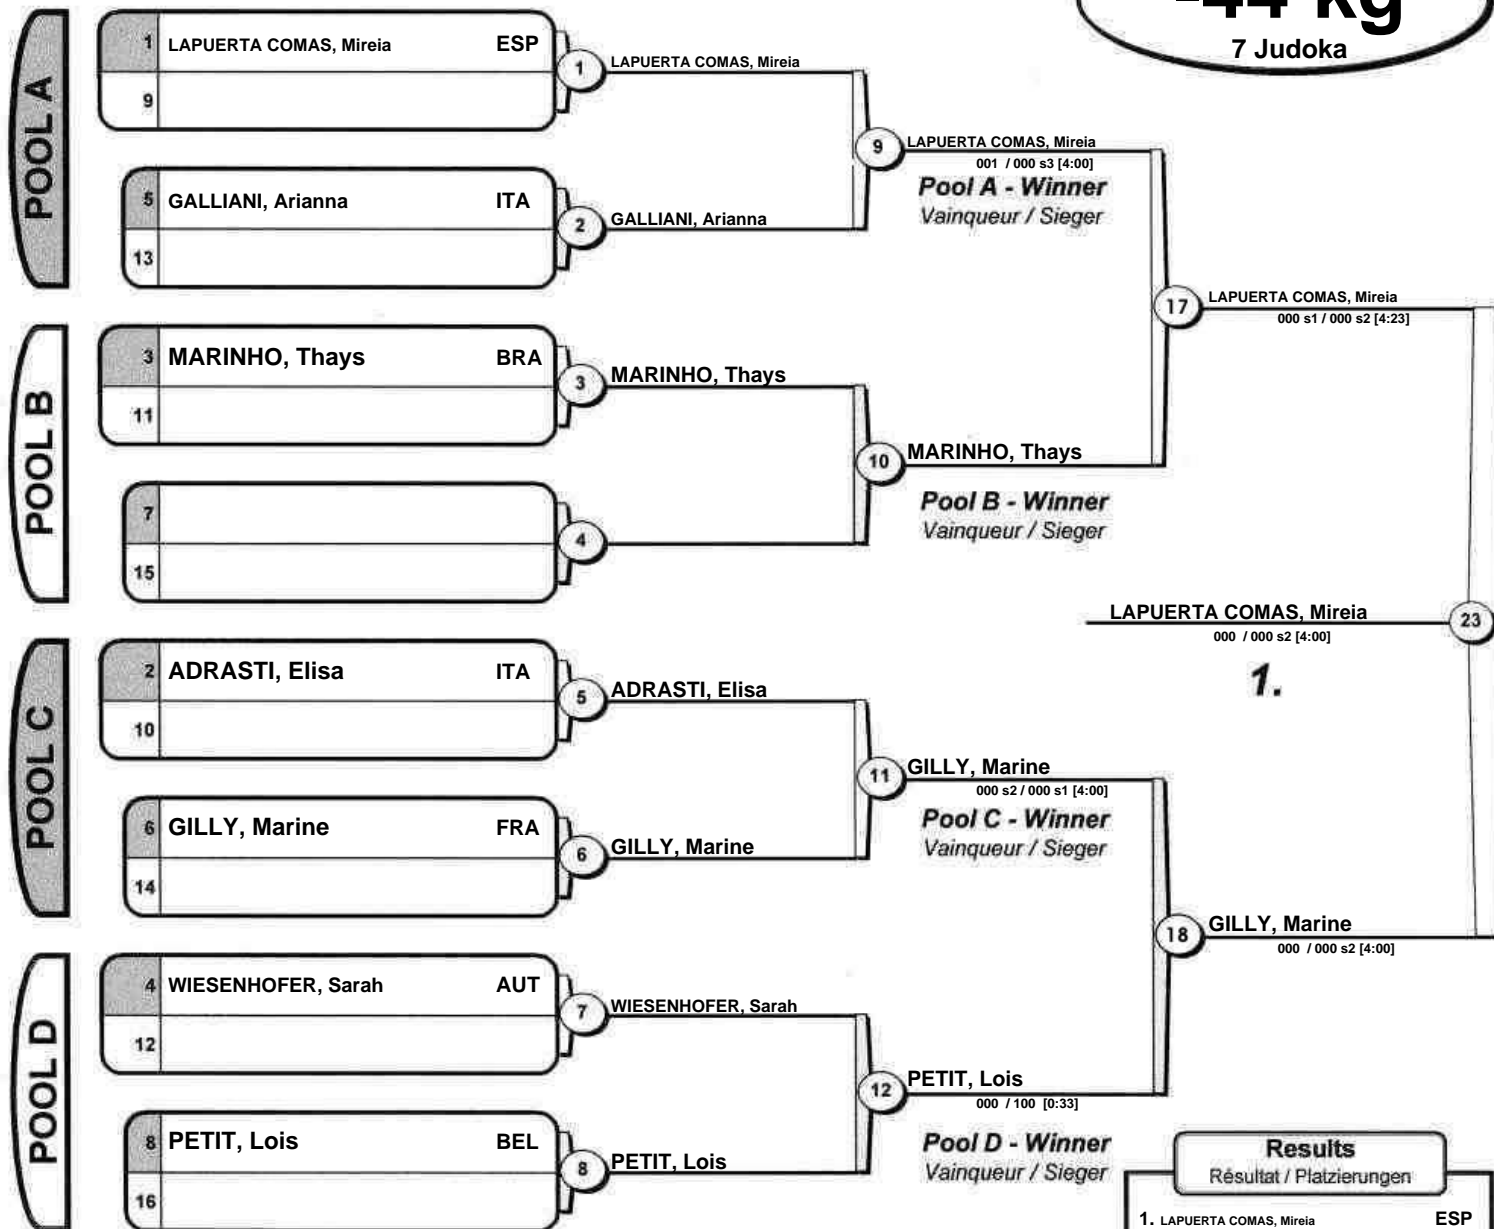 -44 kg
7 Judoka
POOL A
1 LAPUERTA COMAS, Mireia ESP
9
1
LAPUERTA COMAS, Mireia
5 GALLIANI, Arianna ITA
13
2
GALLIANI, Arianna
9
LAPUERTA COMAS, Mireia
001 / 000 s3 [4:00]
Pool A - Winner
Vainqueur / Sieger
POOL B
3 MARINHO, Thays BRA
11
3
MARINHO, Thays
7
15
4
10
MARINHO, Thays
Pool B - Winner
Vainqueur / Sieger
17
LAPUERTA COMAS, Mireia
000 s1 / 000 s2 [4:23]
LAPUERTA COMAS, Mireia
000 / 000 s2 [4:00]
1.
23
POOL C
2 ADRASTI, Elisa ITA
10
5
ADRASTI, Elisa
6 GILLY, Marine FRA
14
6
GILLY, Marine
11
GILLY, Marine
000 s2 / 000 s1 [4:00]
Pool C - Winner
Vainqueur / Sieger
18
GILLY, Marine
000 / 000 s2 [4:00]
POOL D
4 WIESENHOFER, Sarah AUT
12
7
WIESENHOFER, Sarah
8 PETIT, Lois BEL
16
8
PETIT, Lois
12
PETIT, Lois
000 / 100 [0:33]
Pool D - Winner
Vainqueur / Sieger
Results
Résultat / Platzierungen
1. LAPUERTA COMAS, Mireia ESP